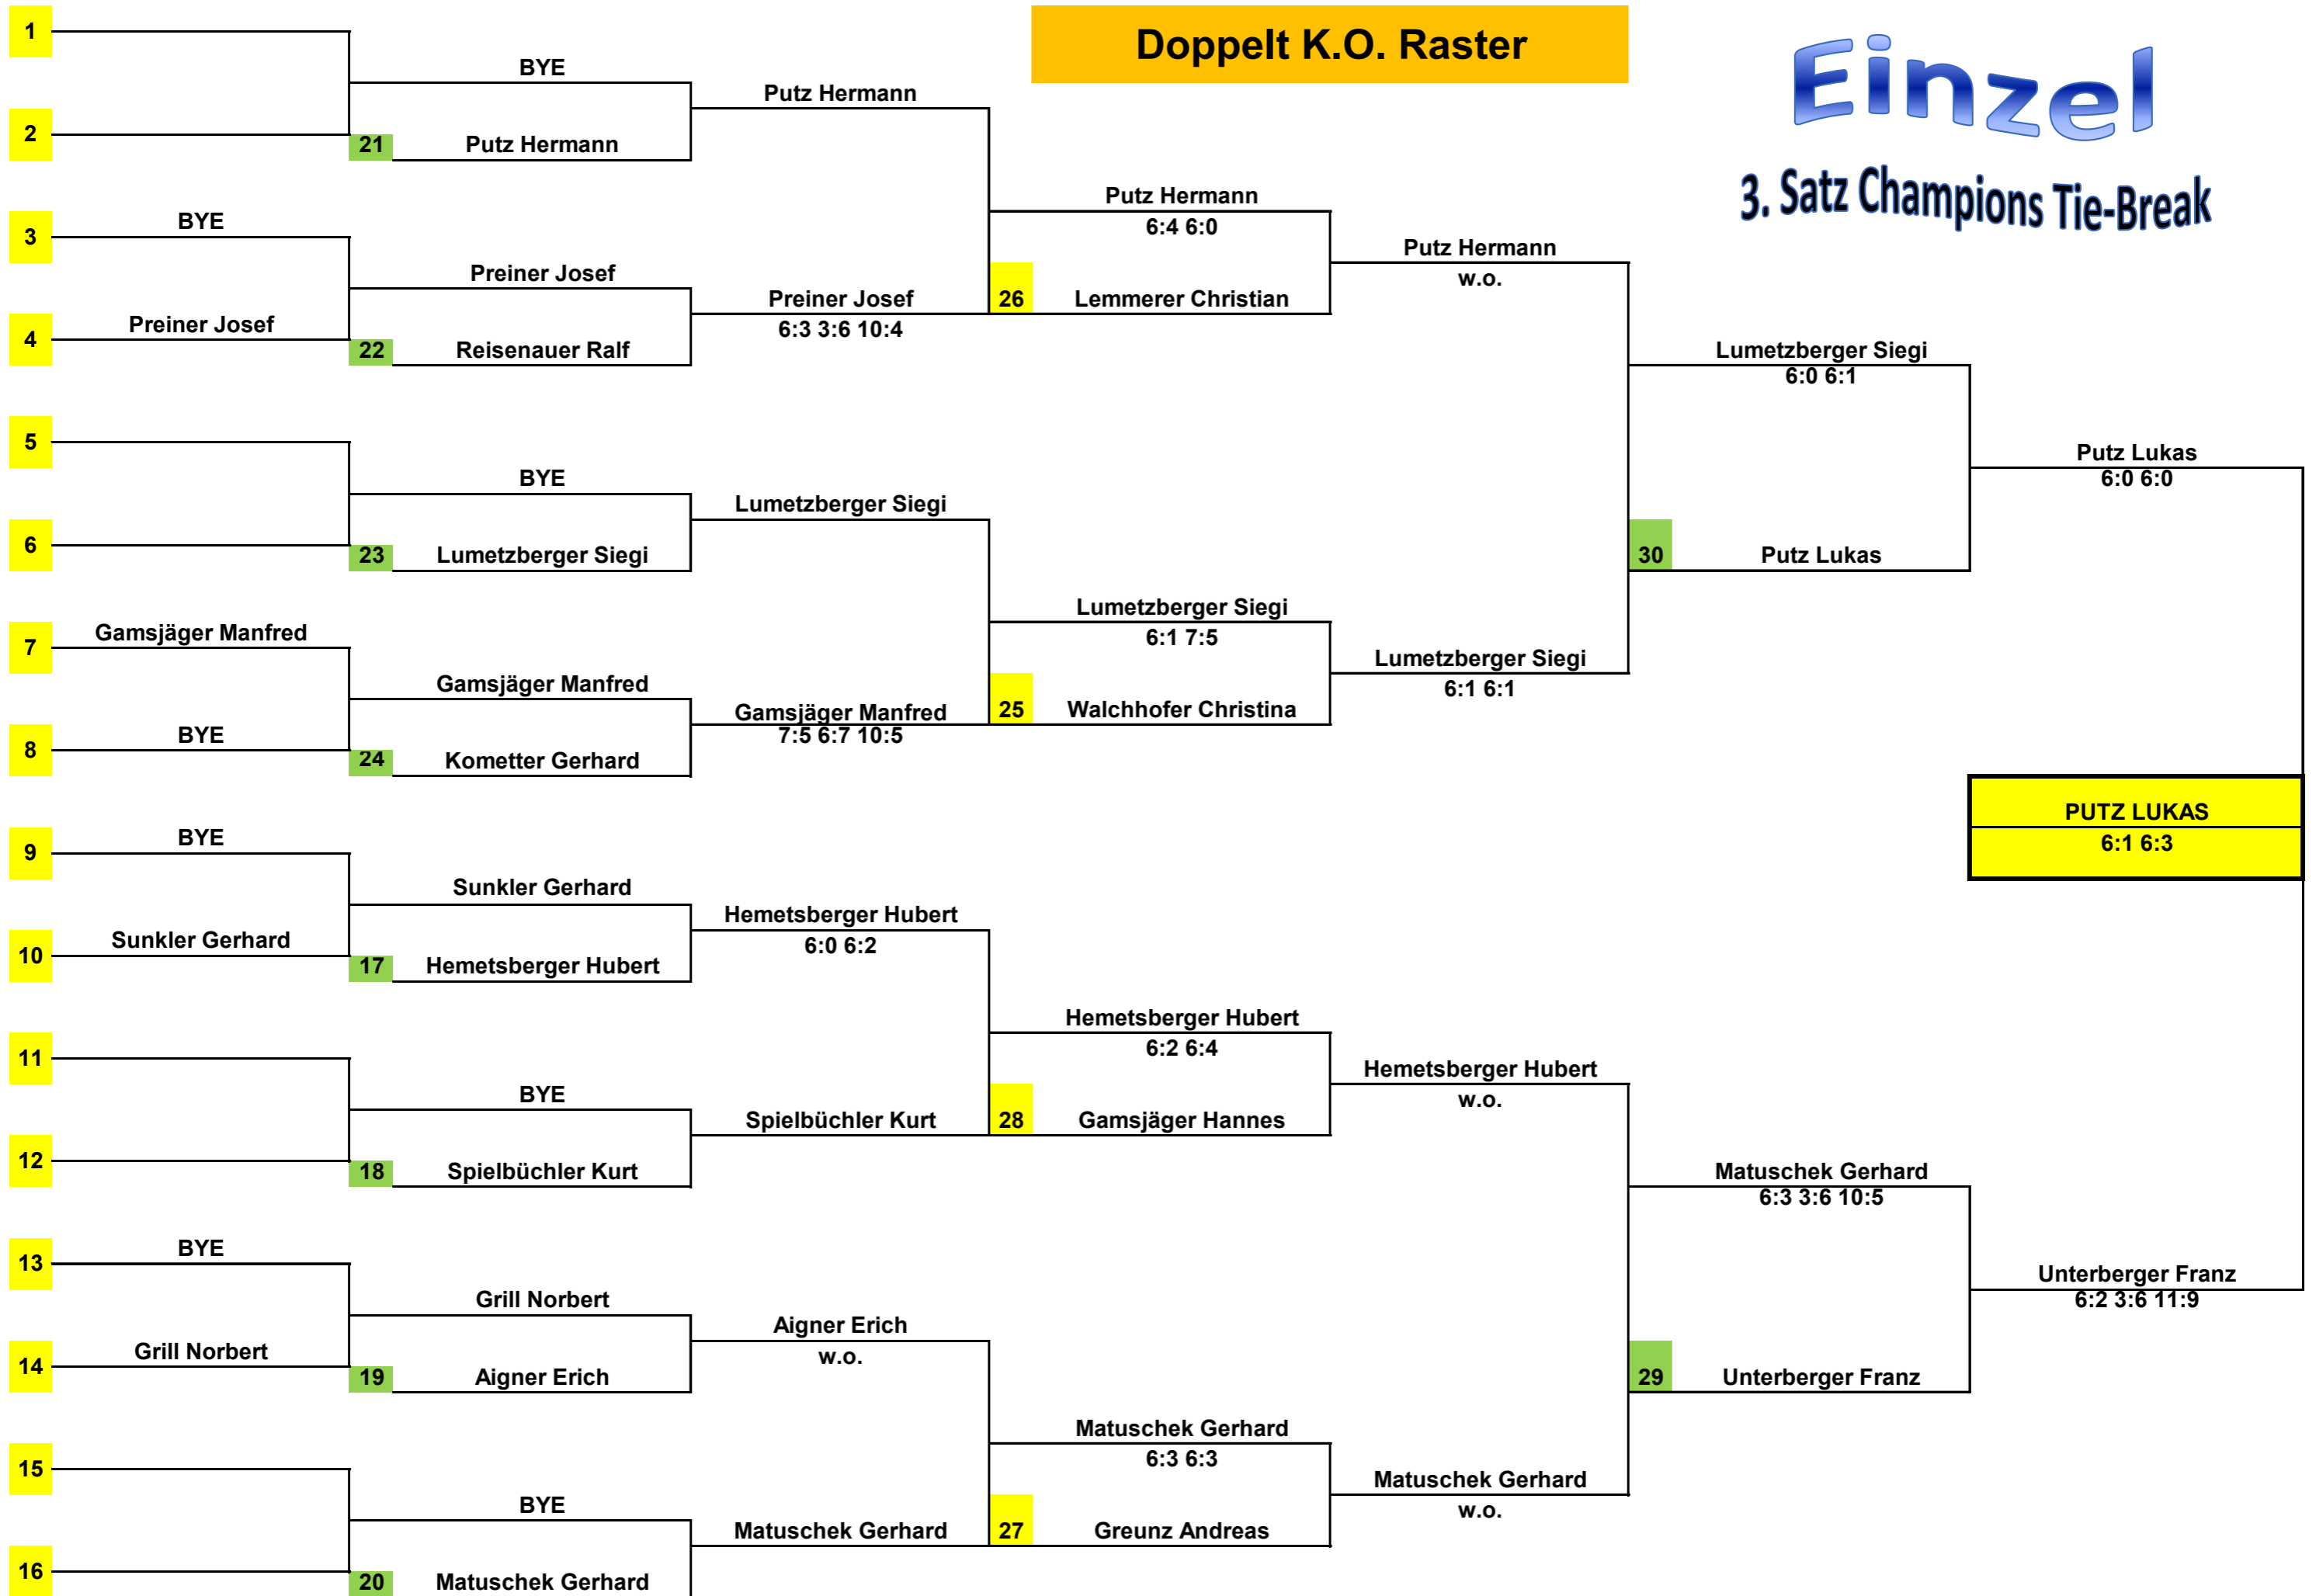 Doppelt K.O. Raster
Einzel
3. Satz Champions Tie-Break
1
2
3
BYE
4
Preiner Josef
5
6
7
Gamsjäger Manfred
8
BYE
9
BYE
10
Sunkler Gerhard
11
12
13
BYE
14
Grill Norbert
15
16
BYE
21
Putz Hermann
Preiner Josef
22
Reisenauer Ralf
BYE
23
Lumetzberger Siegi
Gamsjäger Manfred
24
Kometter Gerhard
Sunkler Gerhard
17
Hemetsberger Hubert
BYE
18
Spielbüchler Kurt
Grill Norbert
19
Aigner Erich
BYE
20
Matuschek Gerhard
Putz Hermann
Preiner Josef
6:3 3:6 10:4
Lumetzberger Siegi
Gamsjäger Manfred
7:5 6:7 10:5
Hemetsberger Hubert
6:0 6:2
Spielbüchler Kurt
Aigner Erich
w.o.
Matuschek Gerhard
Putz Hermann
6:4 6:0
26
Lemmerer Christian
Lumetzberger Siegi
6:1 7:5
25
Walchhofer Christina
Hemetsberger Hubert
6:2 6:4
28
Gamsjäger Hannes
Matuschek Gerhard
6:3 6:3
27
Greunz Andreas
Putz Hermann
w.o.
Lumetzberger Siegi
6:1 6:1
Hemetsberger Hubert
w.o.
Matuschek Gerhard
w.o.
Lumetzberger Siegi
6:0 6:1
30
Putz Lukas
Matuschek Gerhard
6:3 3:6 10:5
29
Unterberger Franz
Putz Lukas
6:0 6:0
PUTZ LUKAS
6:1 6:3
Unterberger Franz
6:2 3:6 11:9